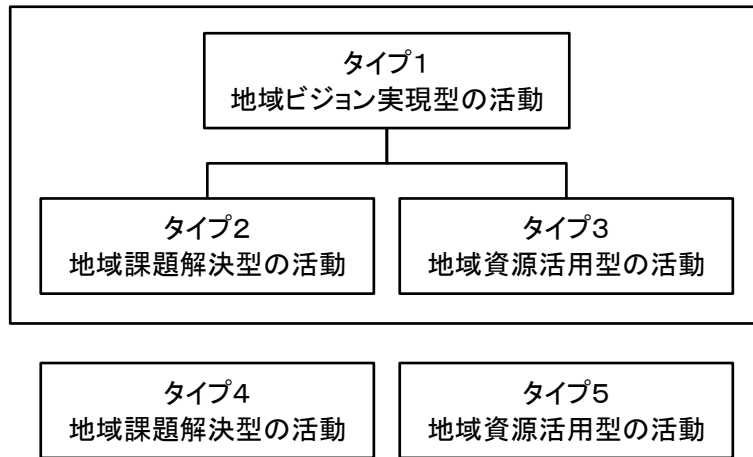 タイプ1
地域ビジョン実現型の活動
タイプ2
地域課題解決型の活動
タイプ3
地域資源活用型の活動
タイプ4
地域課題解決型の活動
タイプ5
地域資源活用型の活動